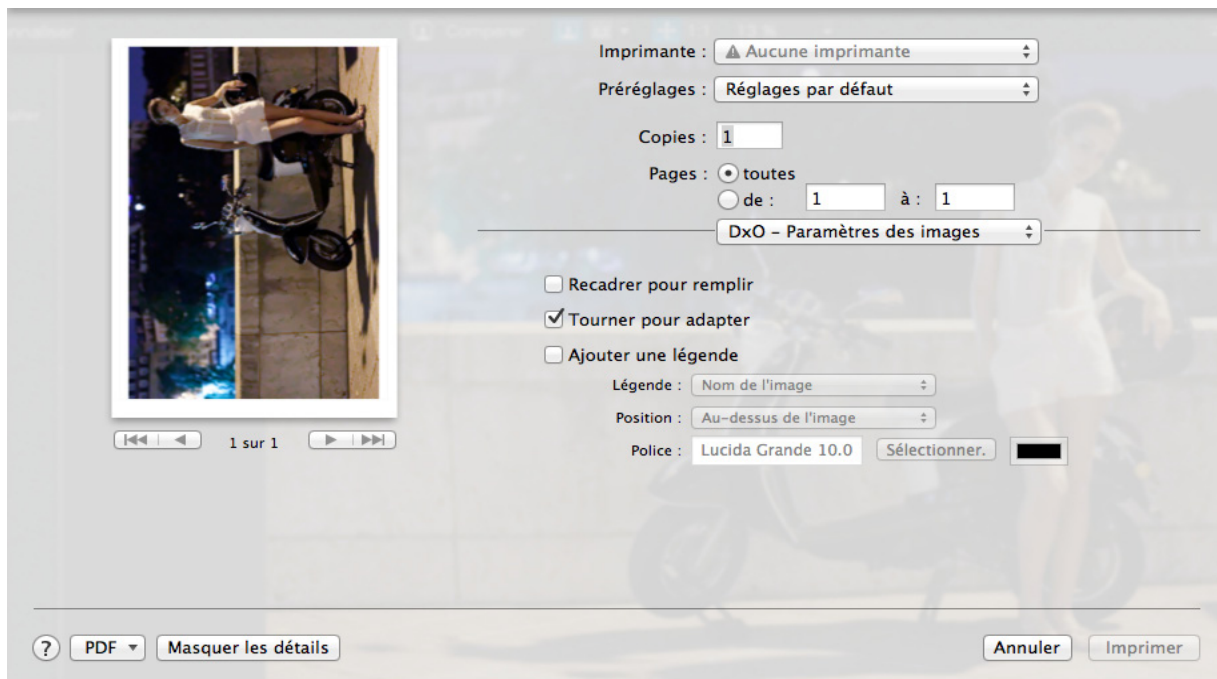 Comparer
Imprimante : Aucune imprimante
Préréglages : Réglages par défaut
Copies : 1
Pages : toutes
de : 1 à : 1
DxO – Paramètres des images
Recadrer pour remplir
Tourner pour adapter
Ajouter une légende
Légende : Nom de l'image
Position : Au-dessus de l'image
1 sur 1
Police : Lucida Grande 10.0 Sélectionner.
? PDF Masquer les détails Annuler Imprimer